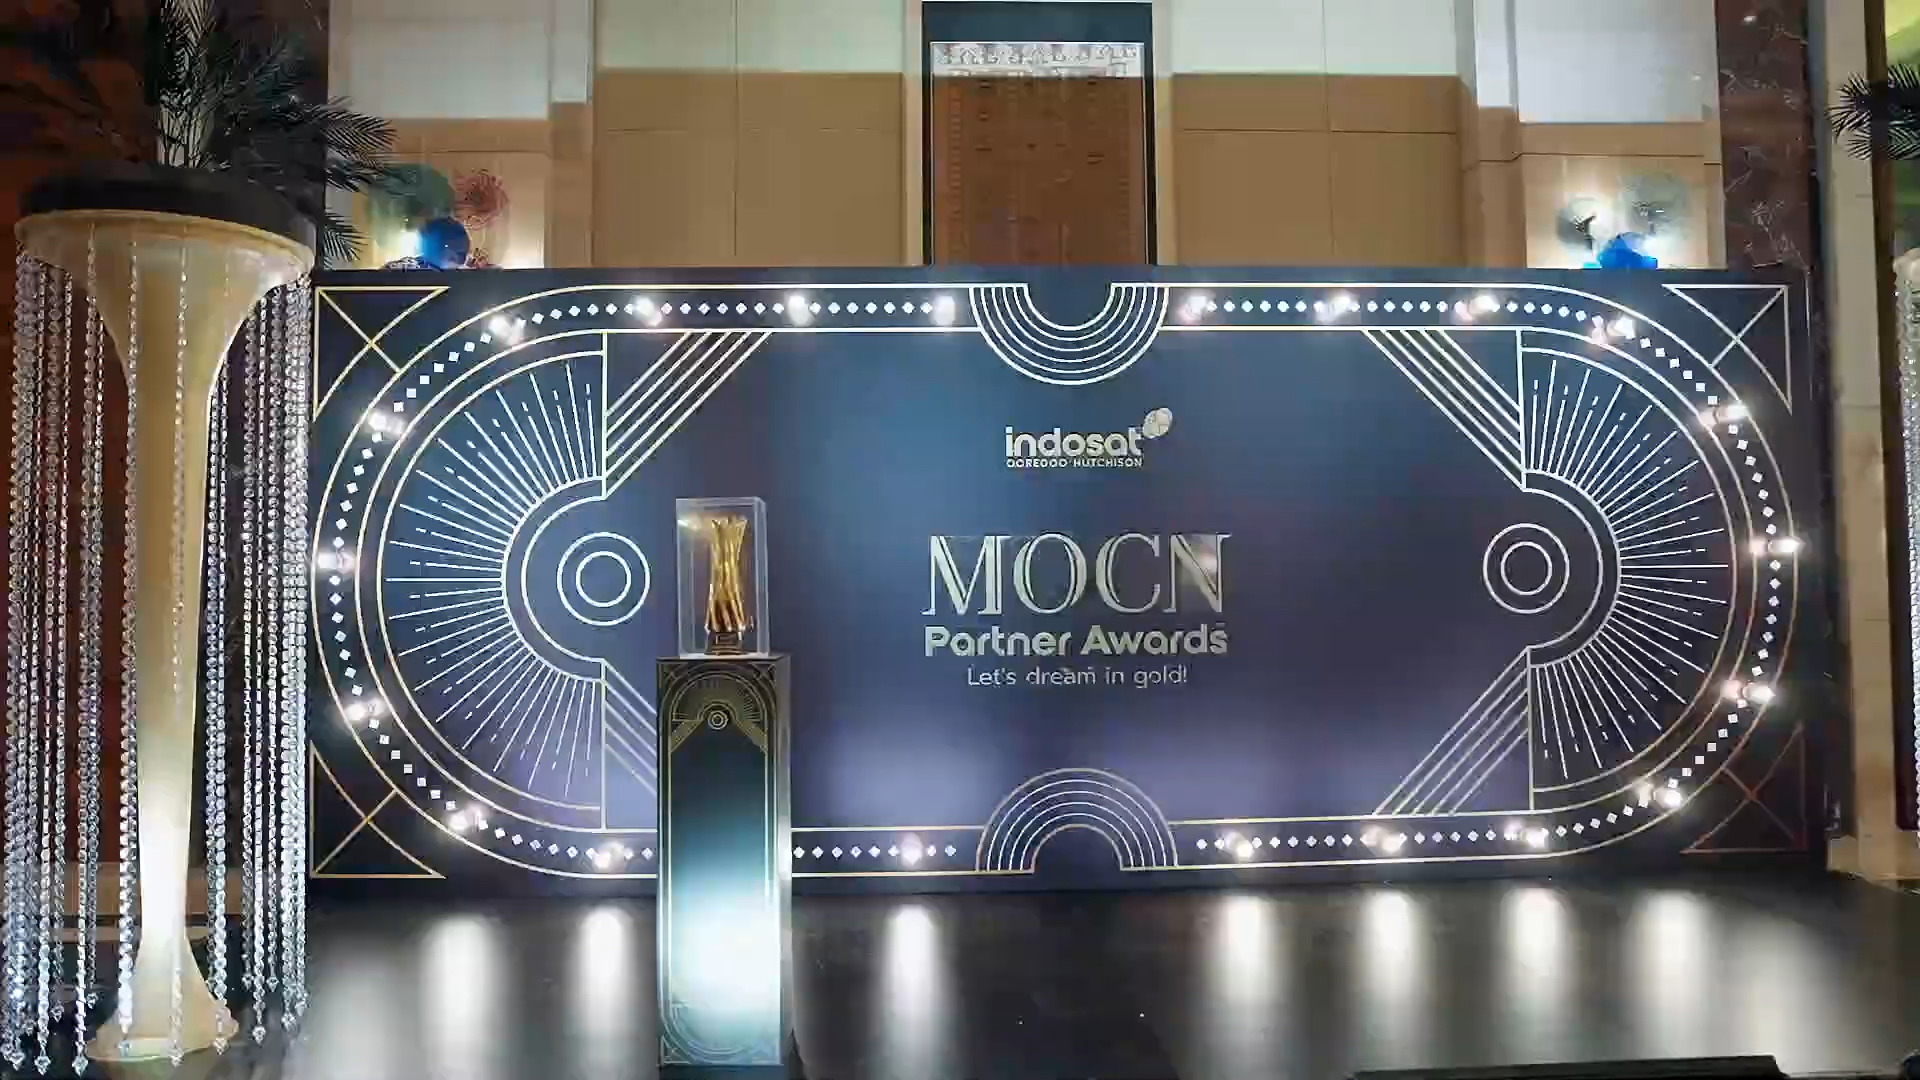 indosat
OOREDOO HUTCHISON
MOCN
Partner Awards
Let's dream in gold!